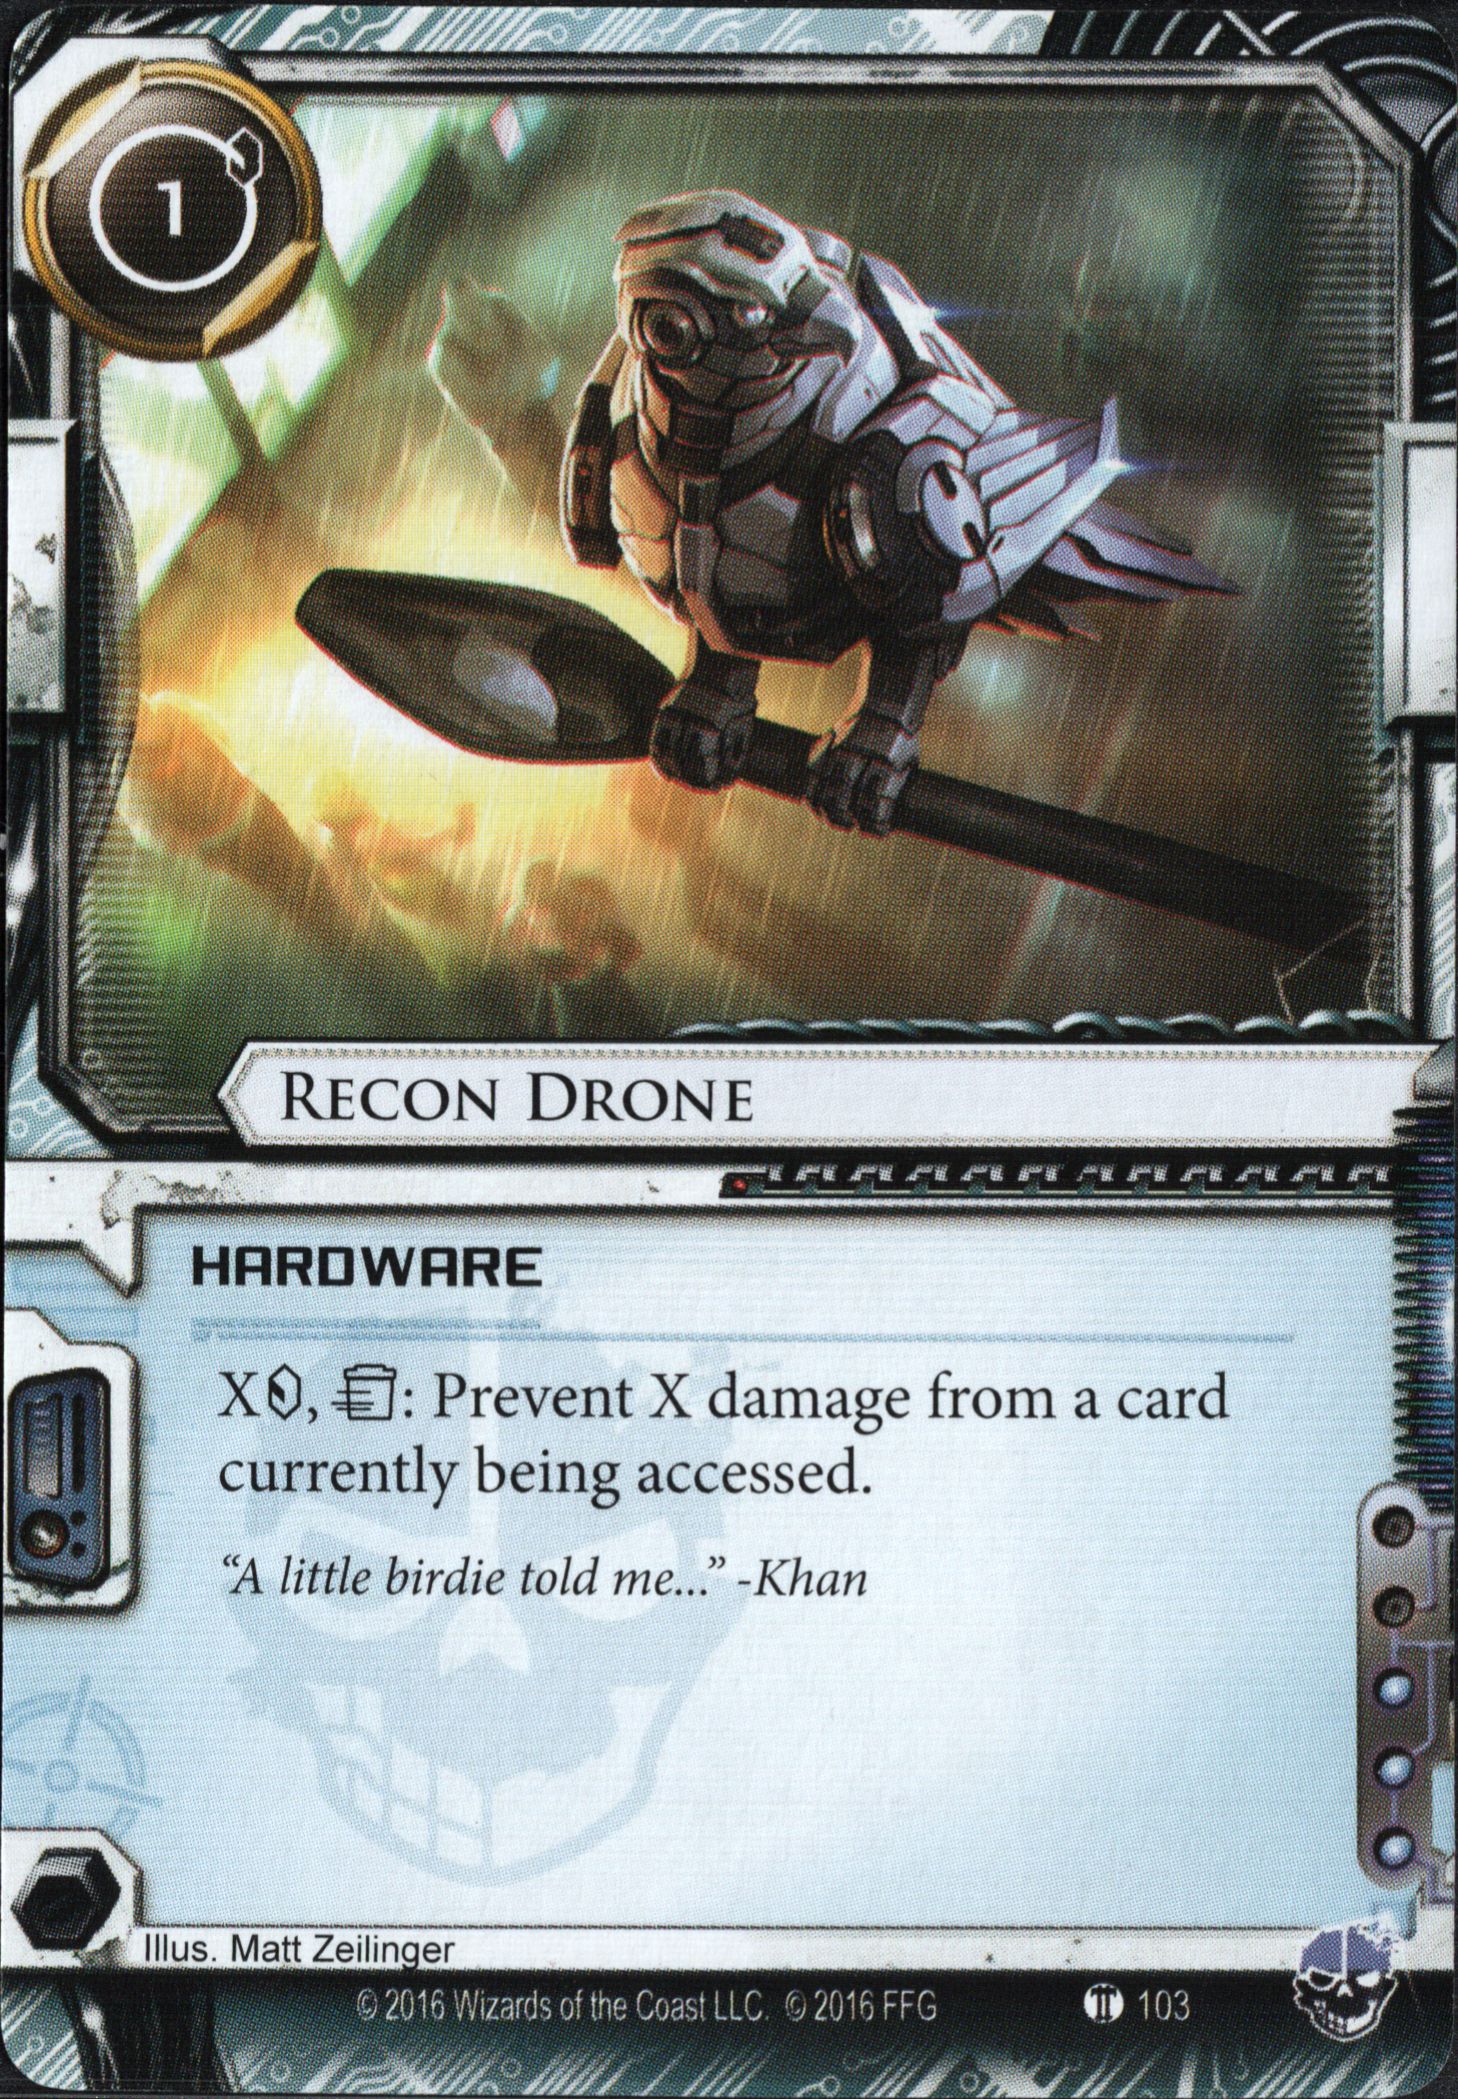 1
RECON DRONE
HARDWARE
X, : Prevent X damage from a card
currently being accessed.
“A little birdie told me...” -Khan
Illus. Matt Zeilinger
© 2016 Wizards of the Coast LLC. © 2016 FFG 103